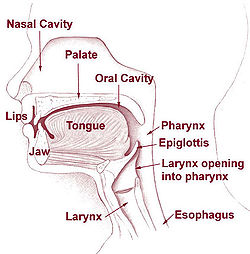 Nasal Cavity
Palate
Oral Cavity
Lips
Tongue
Pharynx
Epiglottis
Jaw
Larynx opening
into pharynx
Larynx
Esophagus